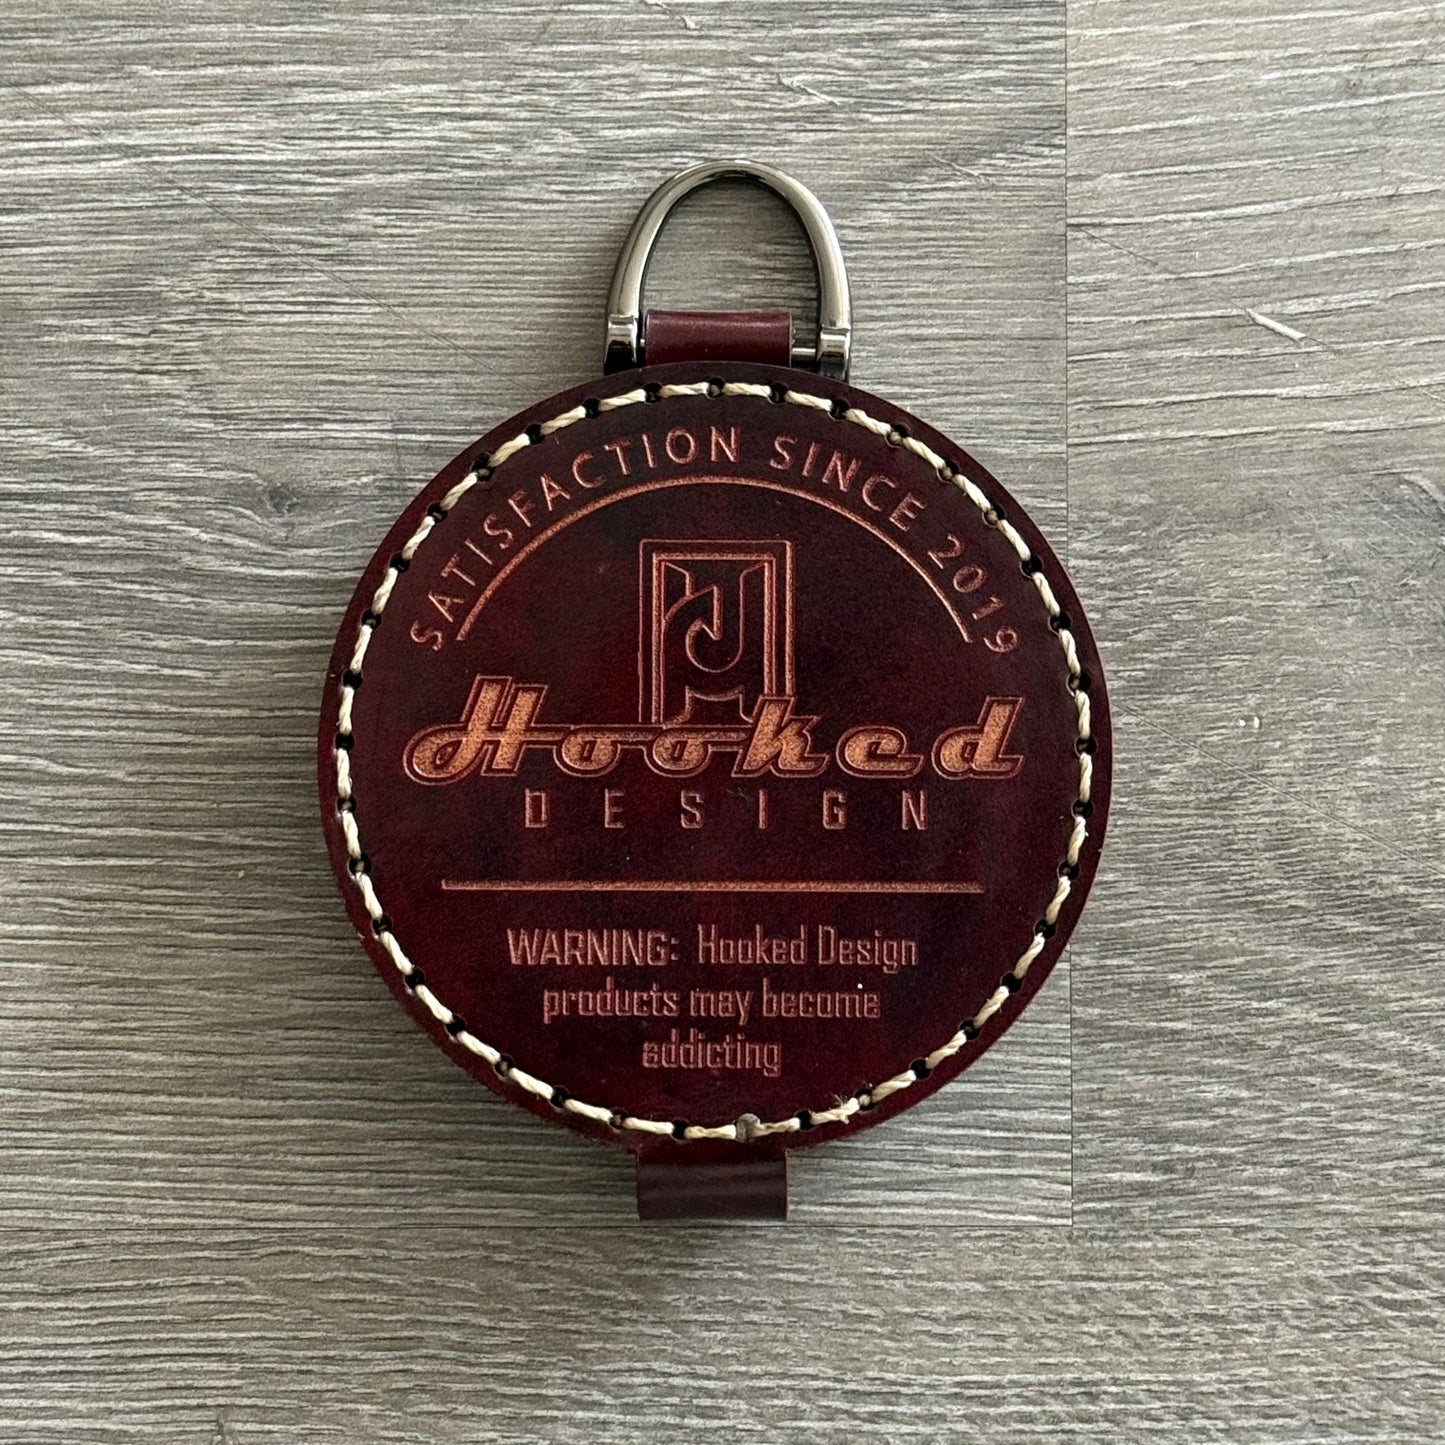 SATISFACTION SINCE 2019
Hooked
DESIGN
WARNING: Hooked Design
products may become
addicting